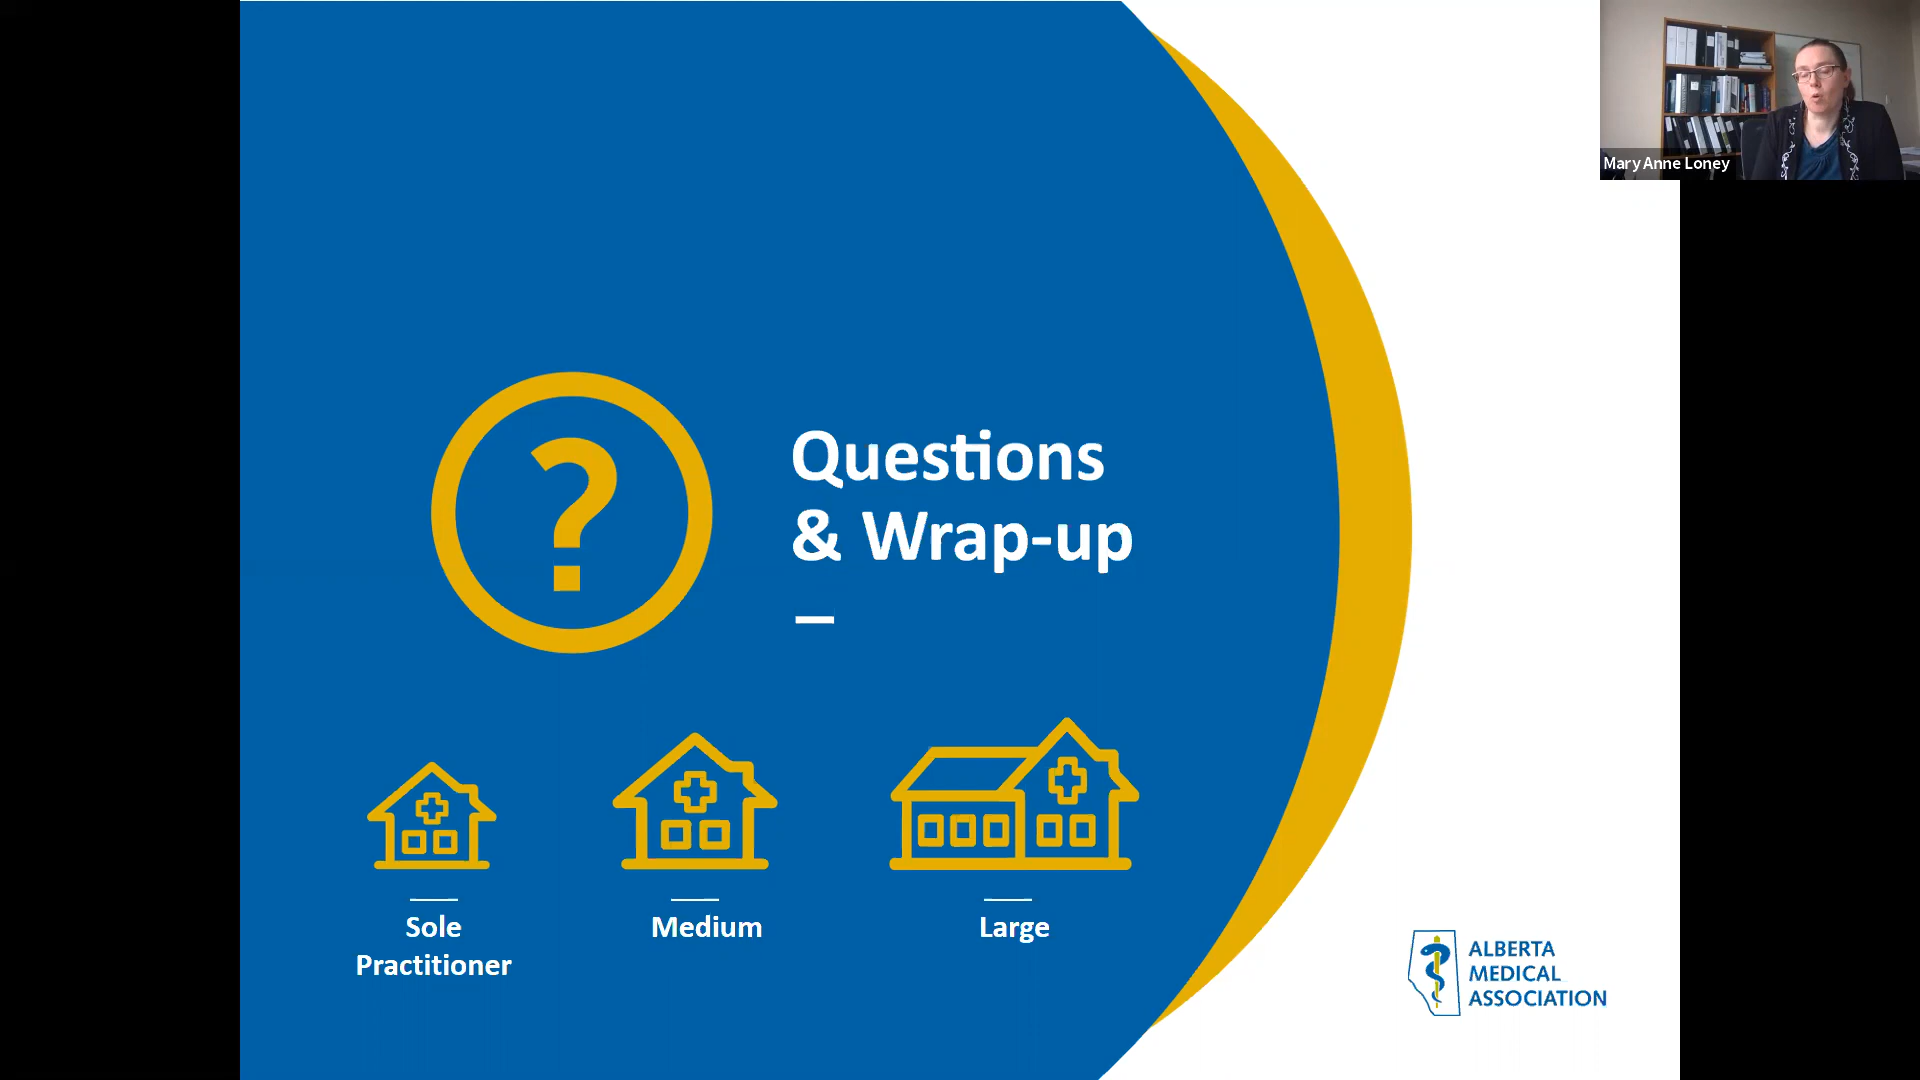 Mary Anne Loney
?
Questions
& Wrap-up
Sole
Practitioner
Medium
Large
ALBERTA
MEDICAL
ASSOCIATION